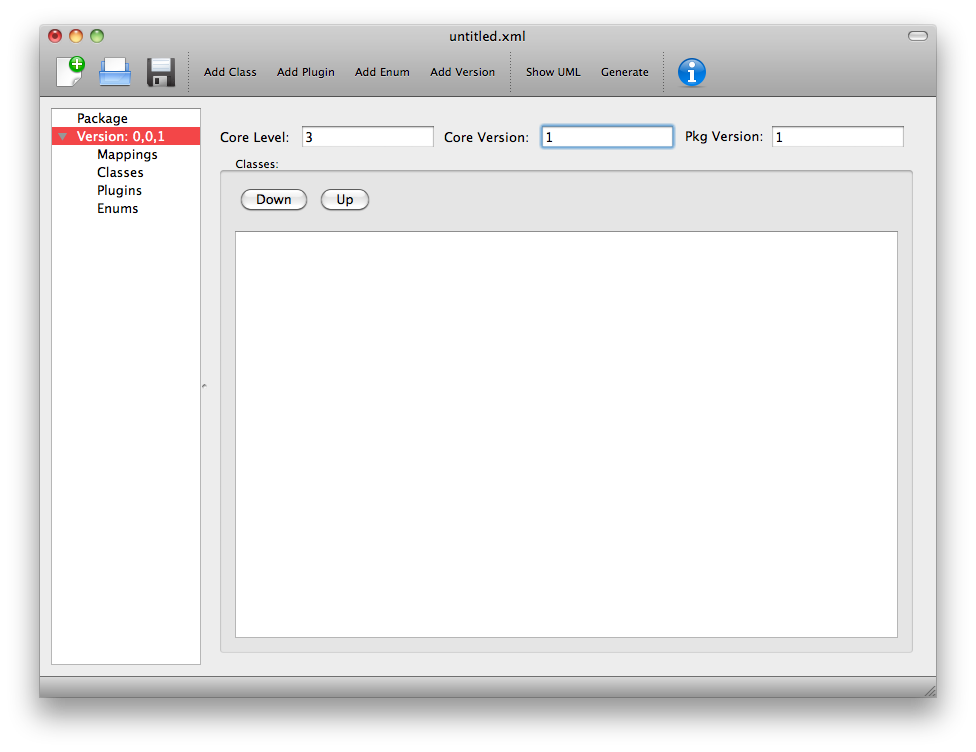 untitled.xml
Add Class Add Plugin Add Enum Add Version Show UML Generate
Package
Version: 0,0,1
Mappings
Classes
Plugins
Enums
Core Level: 3 Core Version: 1 Pkg Version: 1
Classes:
Down Up